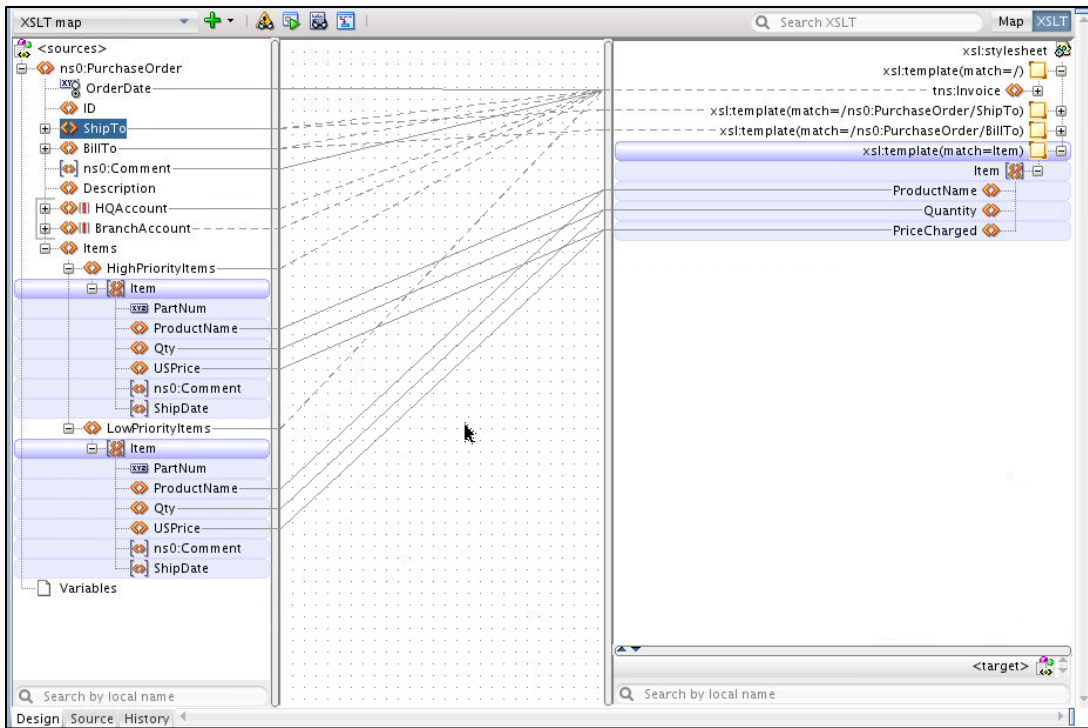 XSLT map
Search XSLT
Map XSLT
<sources>
ns0:PurchaseOrder
OrderDate
ID
ShipTo
BillTo
ns0:Comment
Description
HQAccount
BranchAccount
Items
HighPriorityItems
Item
PartNum
ProductName
Qty
USPrice
ns0:Comment
ShipDate
LowPriorityItems
Item
PartNum
ProductName
Qty
USPrice
ns0:Comment
ShipDate
Variables
Search by local name
xsl:stylesheet
xsl:template(match=/)
tns:Invoice
xsl:template(match=/ns0:PurchaseOrder/ShipTo)
xsl:template(match=/ns0:PurchaseOrder/BillTo)
xsl:template(match=Item)
Item
ProductName
Quantity
PriceCharged
<target>
Search by local name
Design Source History